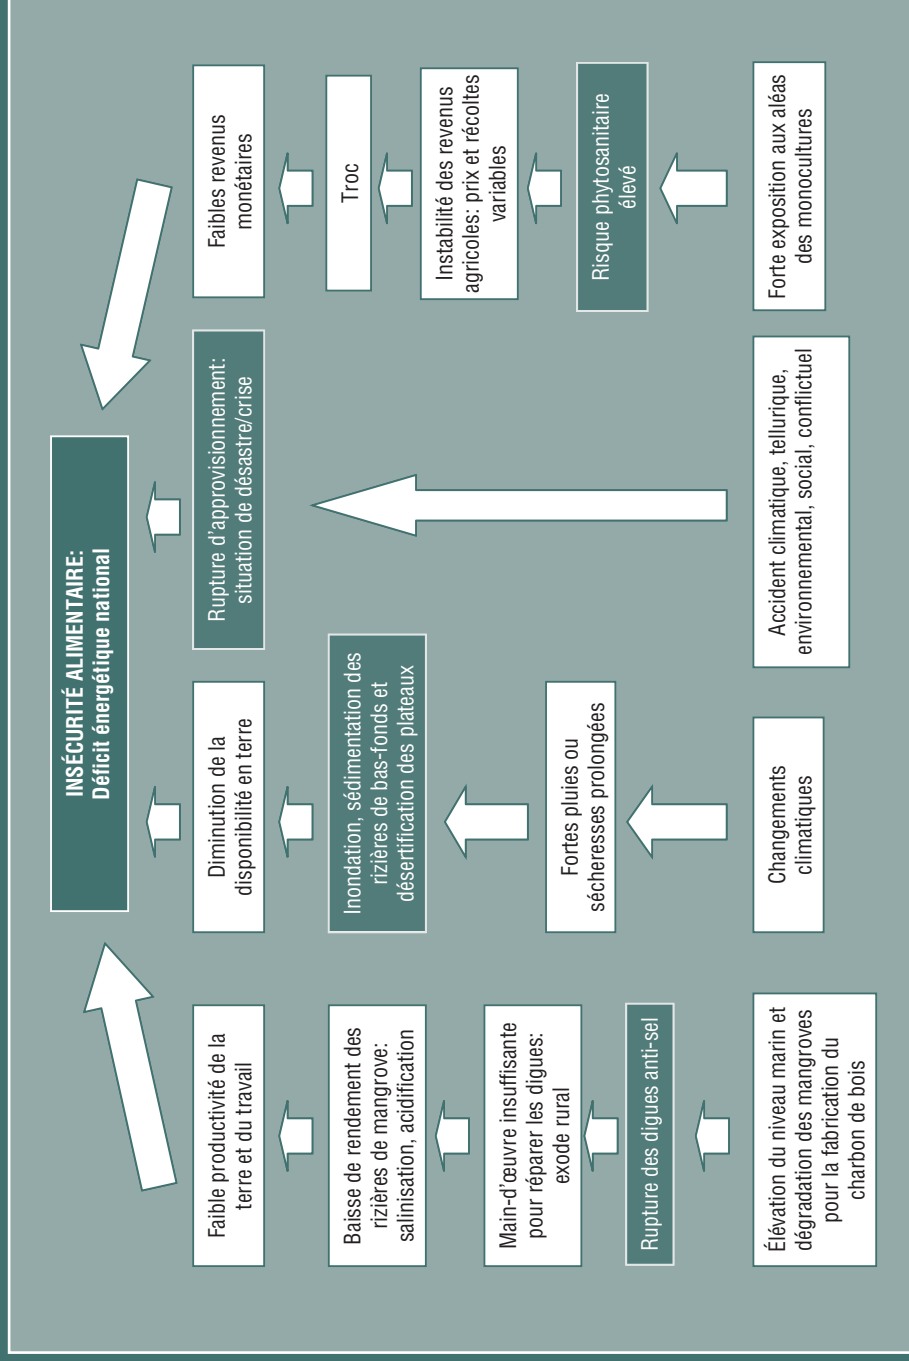 INSÉCURITÉ ALIMENTAIRE:
Déficit énergétique national
Faible productivité de la
terre et du travail
Diminution de la
disponibilité en terre
Rupture d'approvisionnement:
situation de désastre/crise
Faibles revenus
monétaires
Baisse de rendement des
rizières de mangrove:
salinisation, acidification
Inondation, sédimentation des
rizières de bas-fonds et
désertification des plateaux
Troc
Main-d'œuvre insuffisante
pour réparer les digues:
exode rural
Fortes pluies ou
sécheresses prolongées
Instabilité des revenus
agricoles: prix et récoltes
variables
Rupture des digues anti-sel
Risque phytosanitaire
élevé
Élévation du niveau marin et
dégradation des mangroves
pour la fabrication du
charbon de bois
Changements
climatiques
Accident climatique, tellurique,
environnemental, social, conflictuel
Forte exposition aux aléas
des monocultures